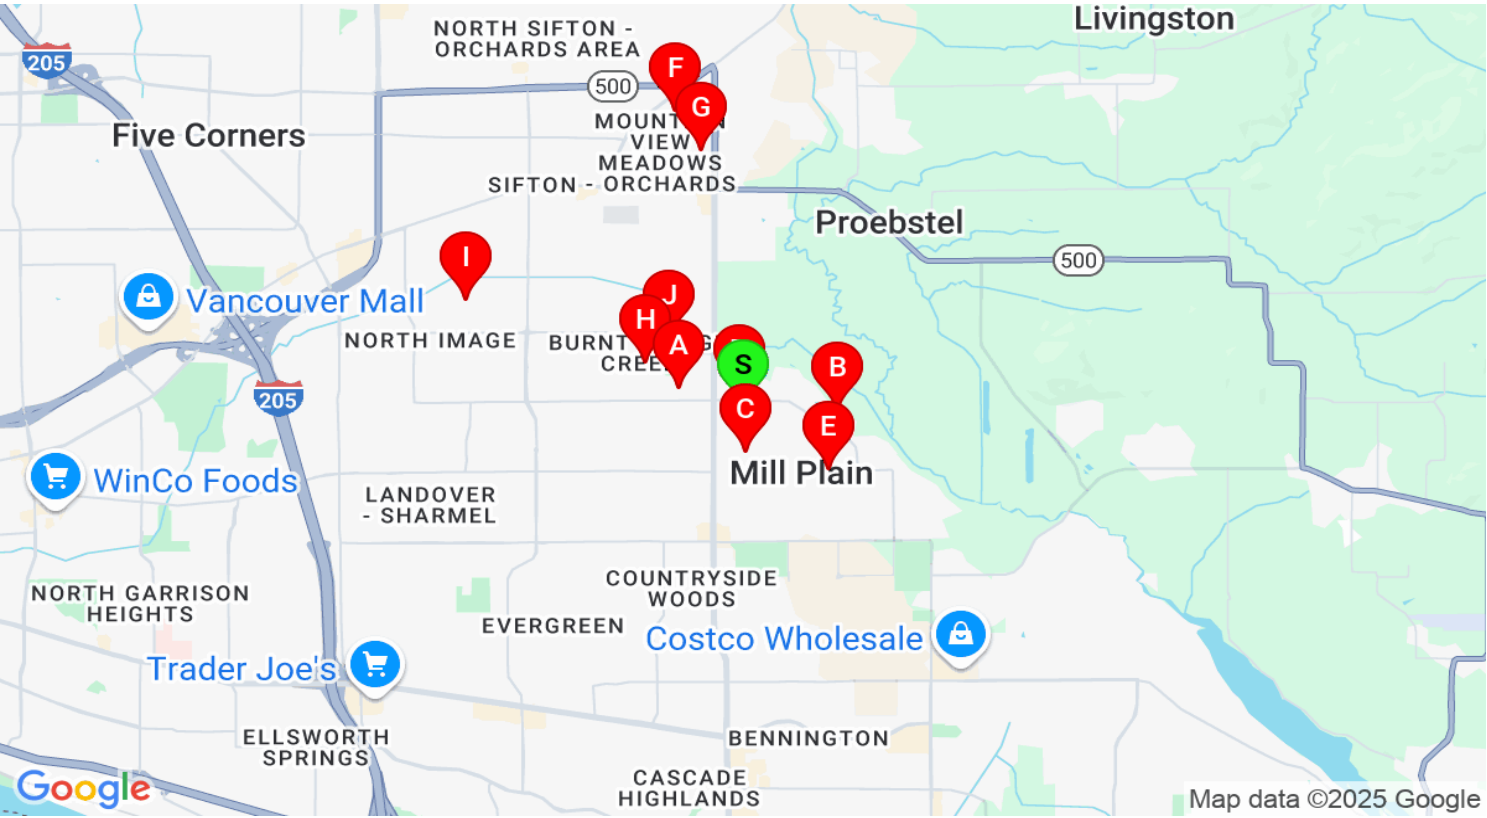 Livingston
NORTH SIFTON -
ORCHARDS AREA
205
F
500
G
Five Corners
MOUNT N
VIEW
MEADOWS
SIFTON - ORCHARDS
Proebstel
I
500
Vancouver Mall
J
H
NORTH IMAGE
BURNT G
CREE
A
S
B
205
C
E
Mill Plain
WinCo Foods
LANDOVER
- SHARMEL
NORTH GARRISON
HEIGHTS
COUNTRYSIDE
WOODS
EVERGREEN
Costco Wholesale
Trader Joe's
ELLSWORTH
SPRINGS
BENNINGTON
CASCADE
HIGHLANDS
Google
Map data ©2025 Google